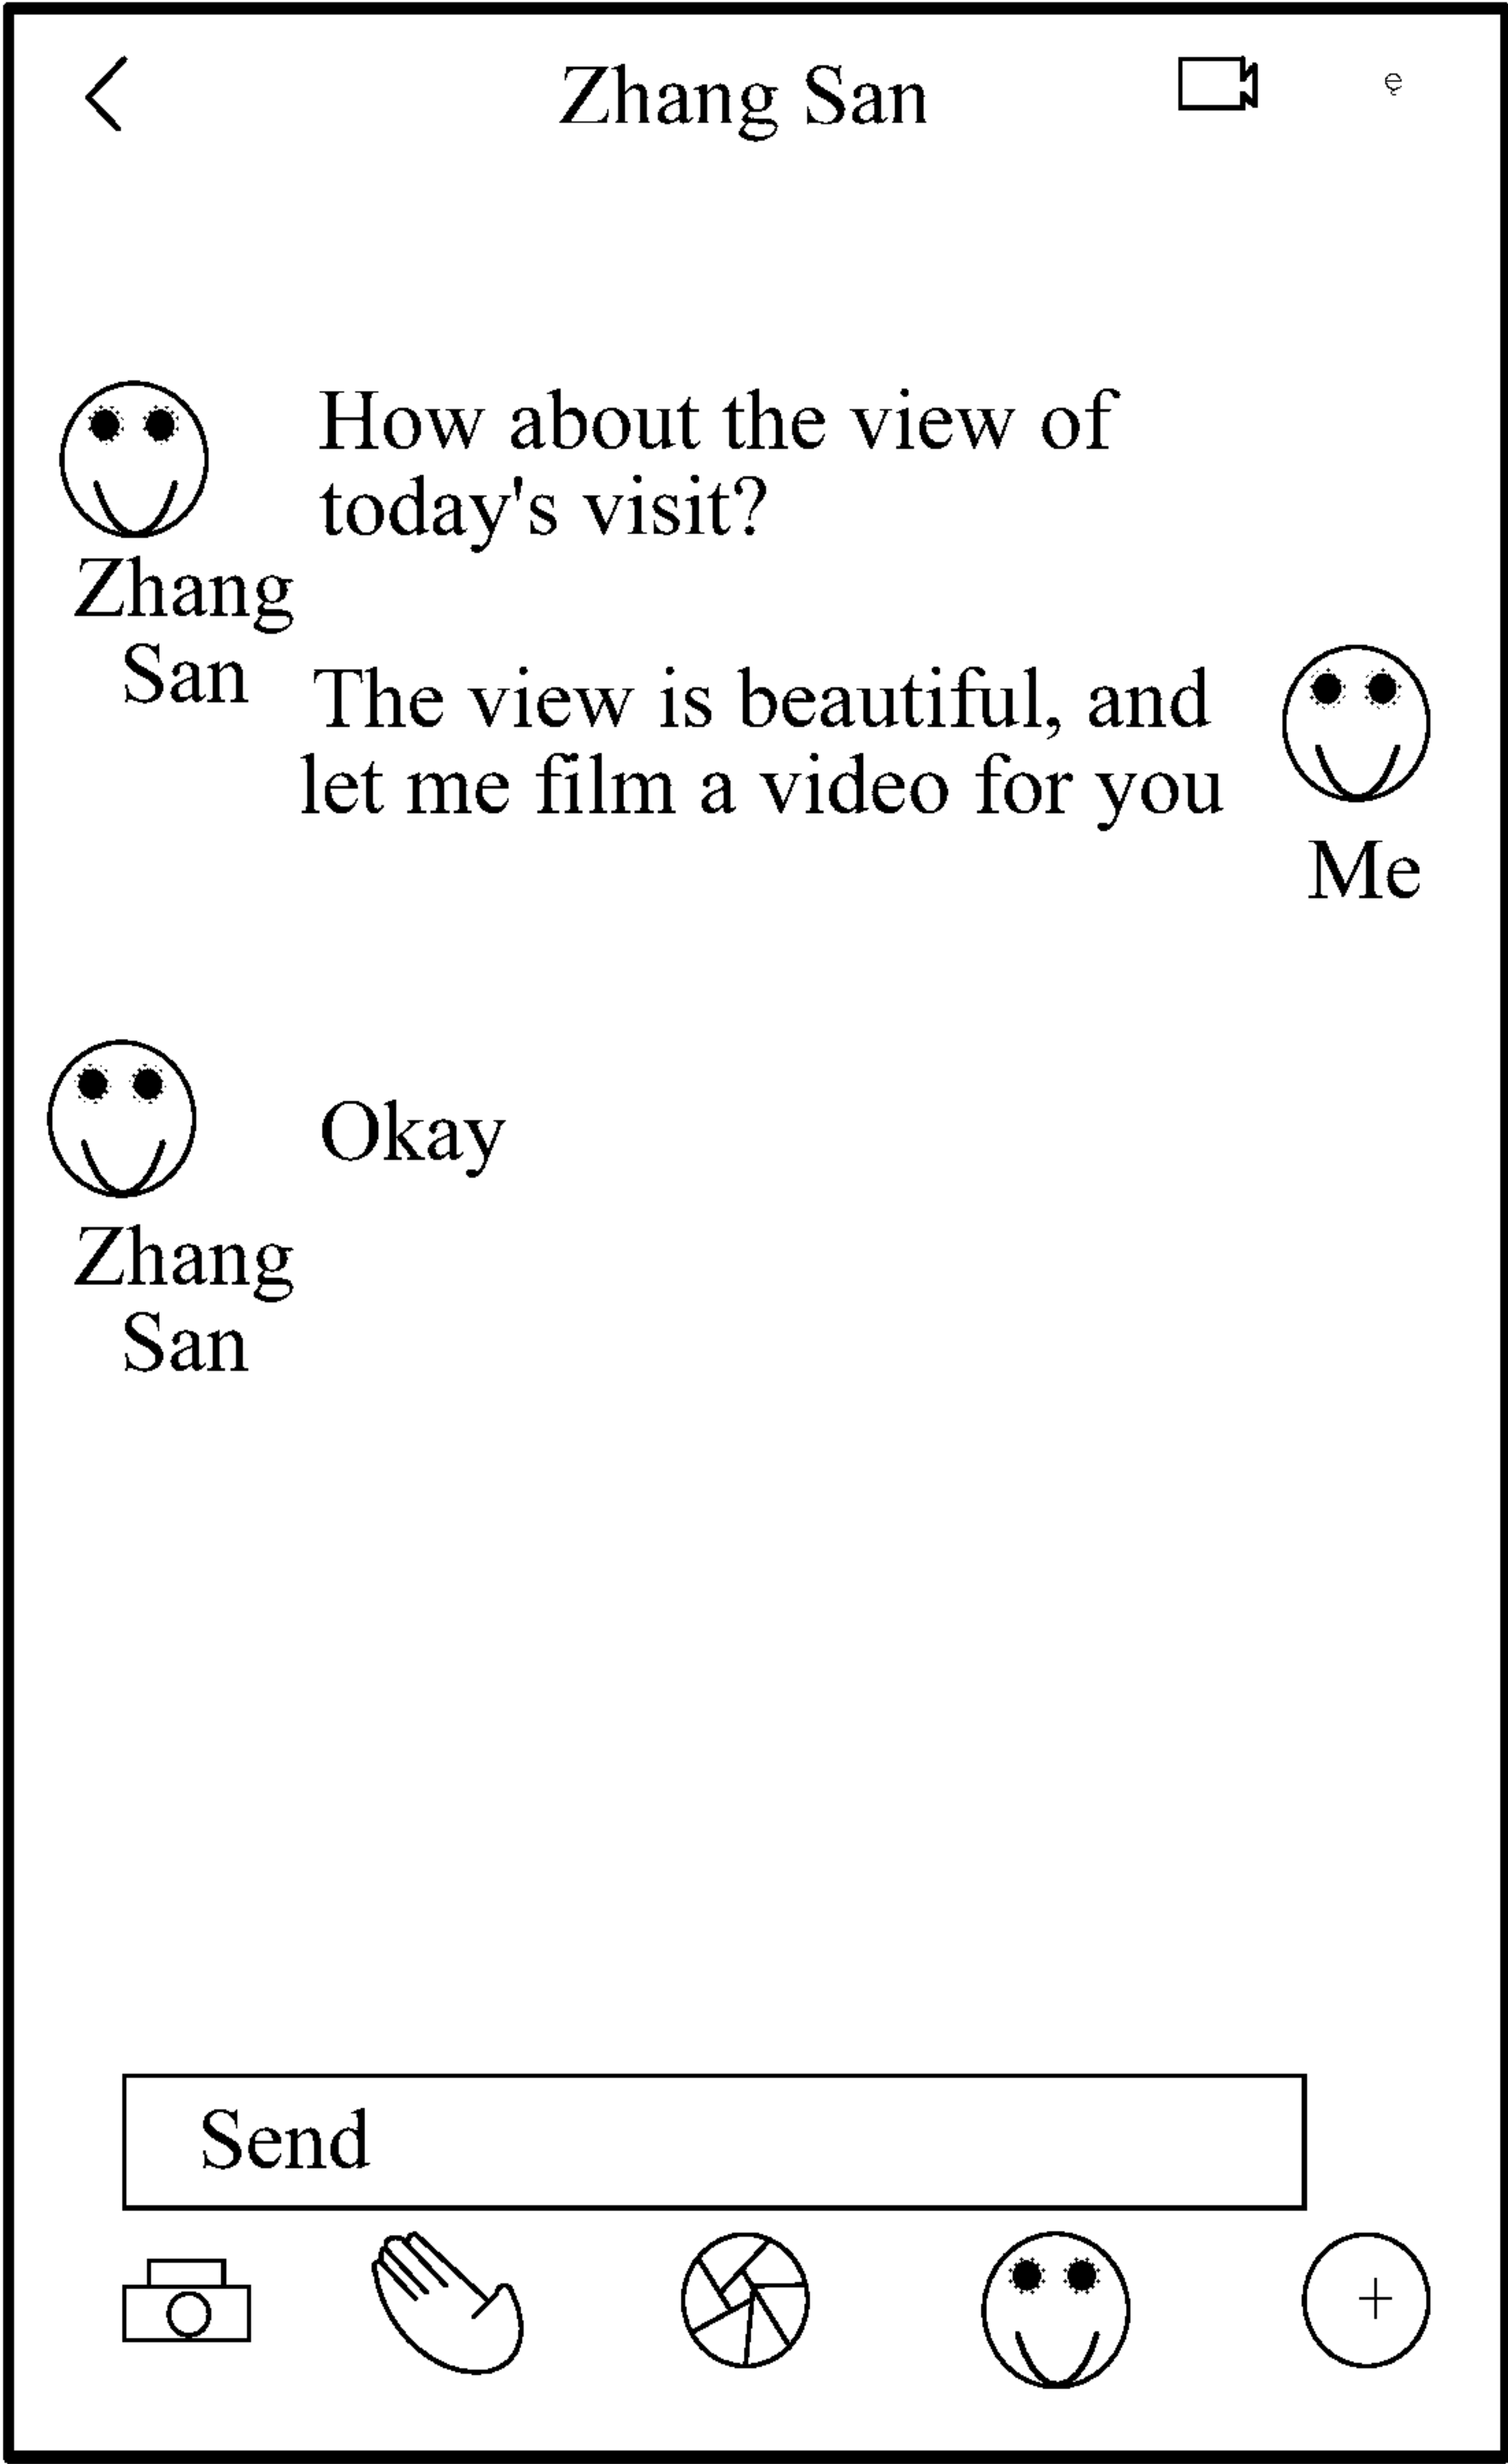 Zhang San
How about the view of
today's visit?
Zhang
San
The view is beautiful, and
let me film a video for you
Me
Okay
Zhang
San
Send